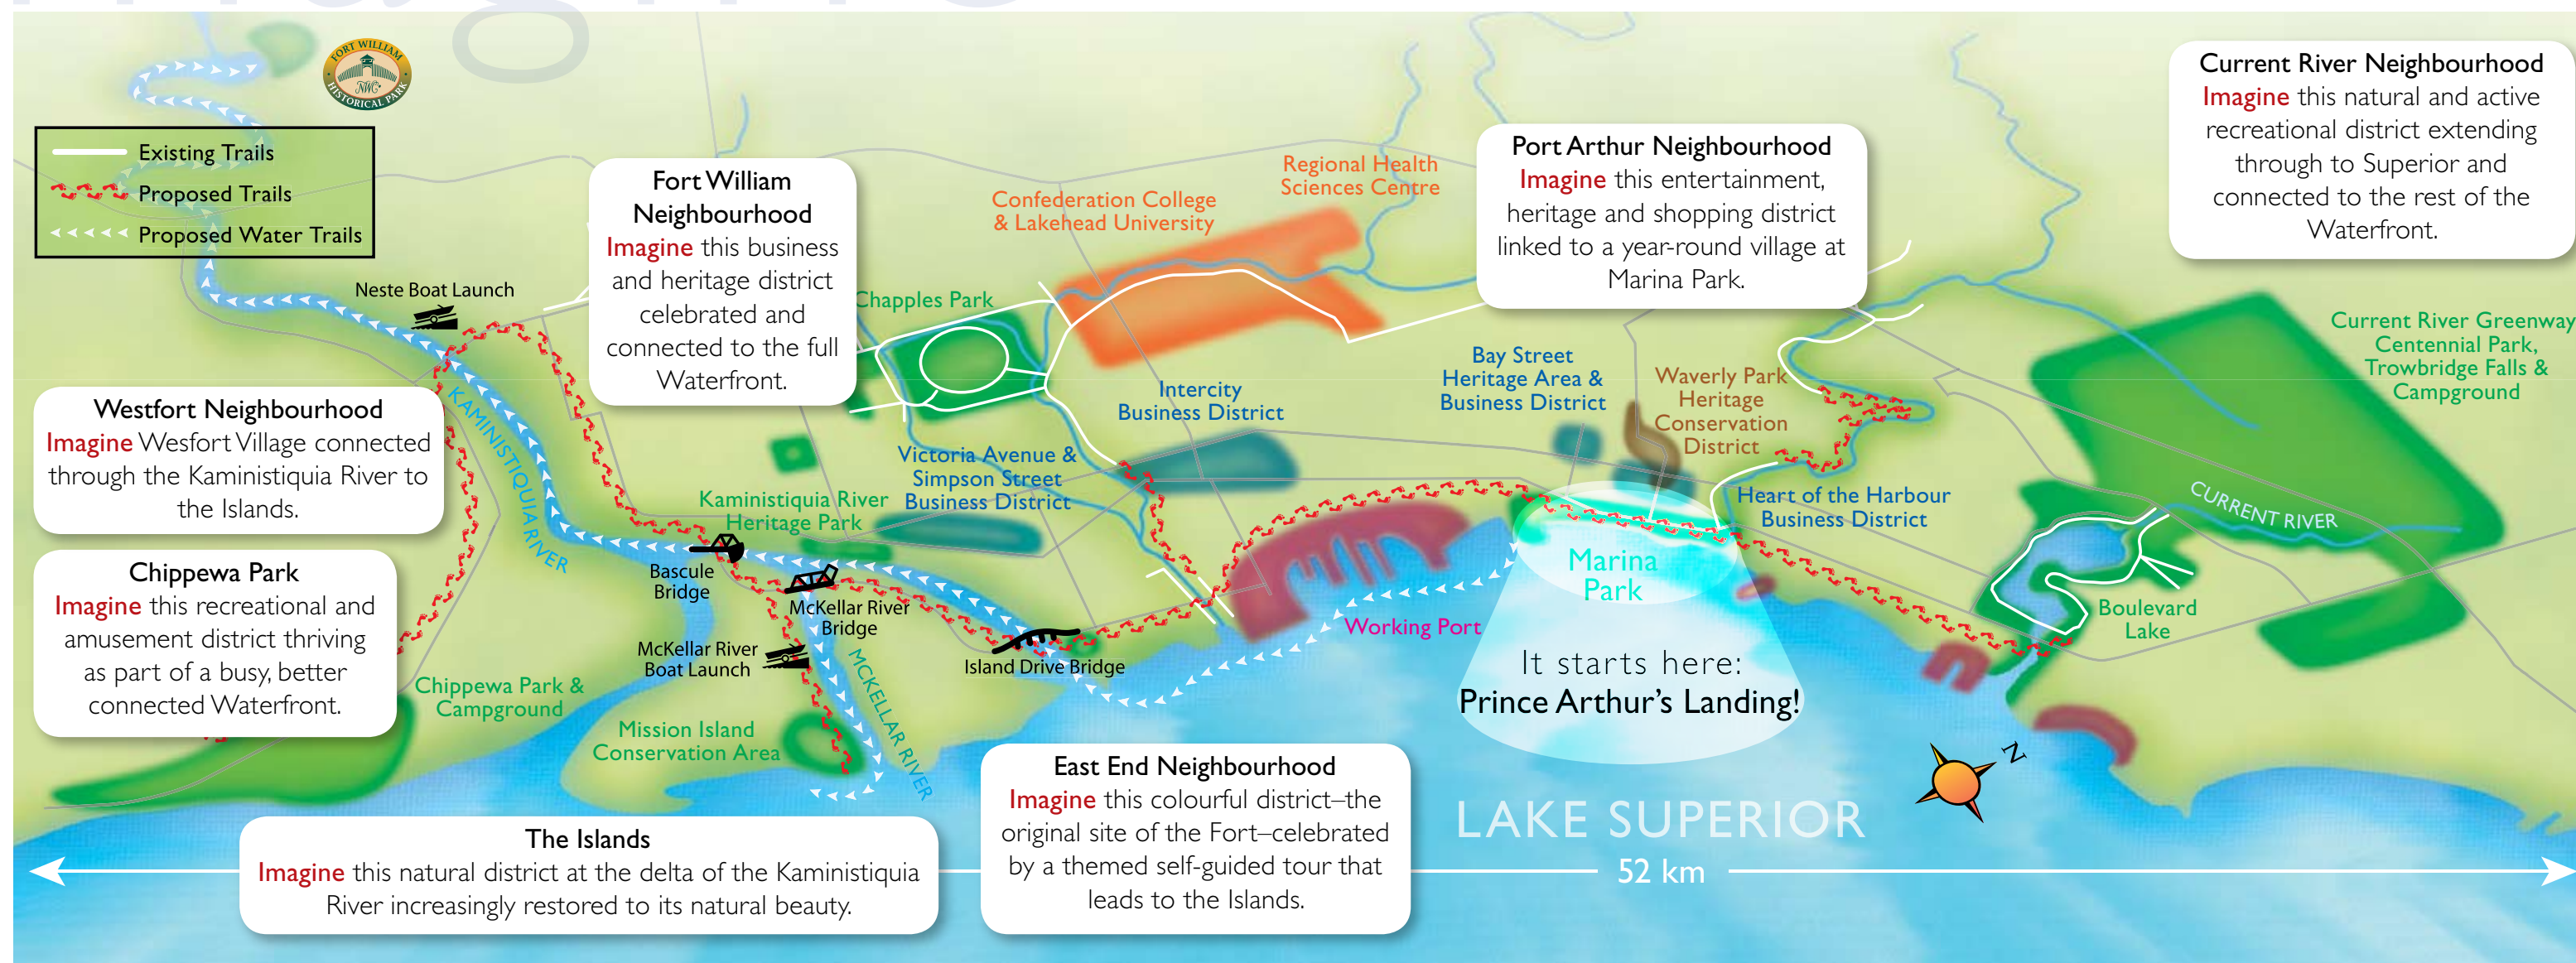 FORT WILLIAM
NWC
HISTORICAL PARK
Existing Trails
Proposed Trails
Proposed Water Trails
Neste Boat Launch
Westfort Neighbourhood
Imagine Wesfort Village connected
through the Kaministiquia River to
the Islands.
Chippewa Park
Imagine this recreational and
amusement district thriving
as part of a busy, better
connected Waterfront.
KAMINISTIQUIA RIVER
Chippewa Park &
Campground
Fort William
Neighbourhood
Imagine this business
and heritage district
celebrated and
connected to the full
Waterfront.
Chapples Park
Confederation College
& Lakehead University
Regional Health
Sciences Centre
Intercity
Business District
Victoria Avenue &
Simpson Street
Business District
Kaministiquia River
Heritage Park
Bascule
Bridge
McKellar River
Bridge
McKellar River
Boat Launch
MCKELLAR RIVER
Island Drive Bridge
Mission Island
Conservation Area
The Islands
Imagine this natural district at the delta of the Kaministiquia
River increasingly restored to its natural beauty.
East End Neighbourhood
Imagine this colourful district–the
original site of the Fort–celebrated
by a themed self-guided tour that
leads to the Islands.
Port Arthur Neighbourhood
Imagine this entertainment,
heritage and shopping district
linked to a year-round village at
Marina Park.
Bay Street
Heritage Area &
Business District
Waverly Park
Heritage
Conservation
District
Heart of the Harbour
Business District
Working Port
Marina
Park
It starts here:
Prince Arthur's Landing!
LAKE SUPERIOR
52 km
N
Current River Neighbourhood
Imagine this natural and active
recreational district extending
through to Superior and
connected to the rest of the
Waterfront.
Current River Greenway
Centennial Park,
Trowbridge Falls &
Campground
CURRENT RIVER
Boulevard
Lake